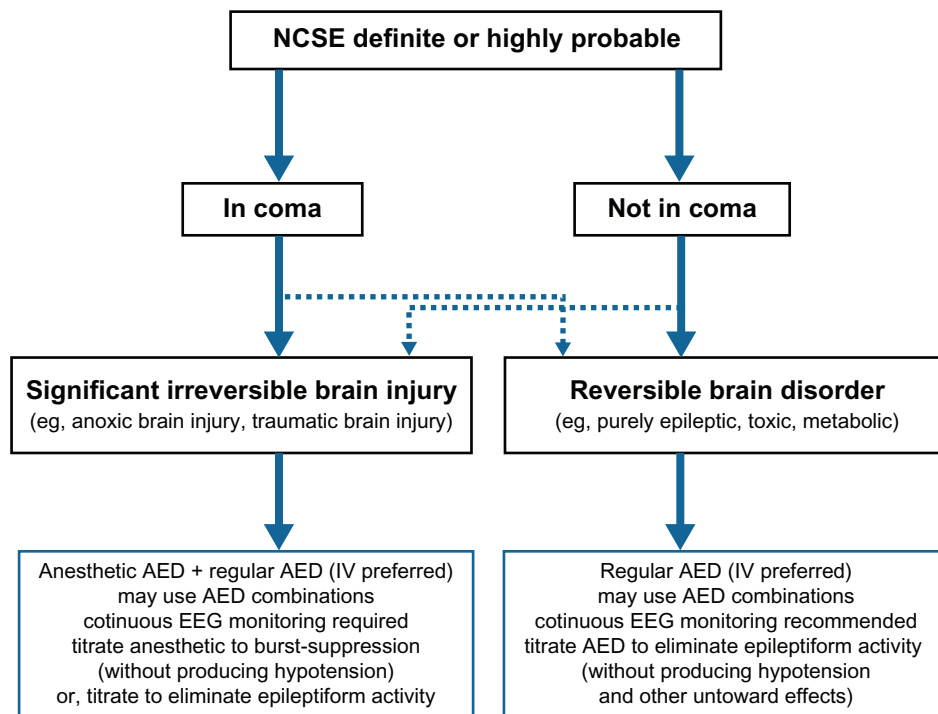 NCSE definite or highly probable
In coma
Not in coma
Significant irreversible brain injury
(eg, anoxic brain injury, traumatic brain injury)
Reversible brain disorder
(eg, purely epileptic, toxic, metabolic)
Anesthetic AED + regular AED (IV preferred)
may use AED combinations
cotinuous EEG monitoring required
titrate anesthetic to burst-suppression
(without producing hypotension)
or, titrate to eliminate epileptiform activity
Regular AED (IV preferred)
may use AED combinations
cotinuous EEG monitoring recommended
titrate AED to eliminate epileptiform activity
(without producing hypotension
and other untoward effects)